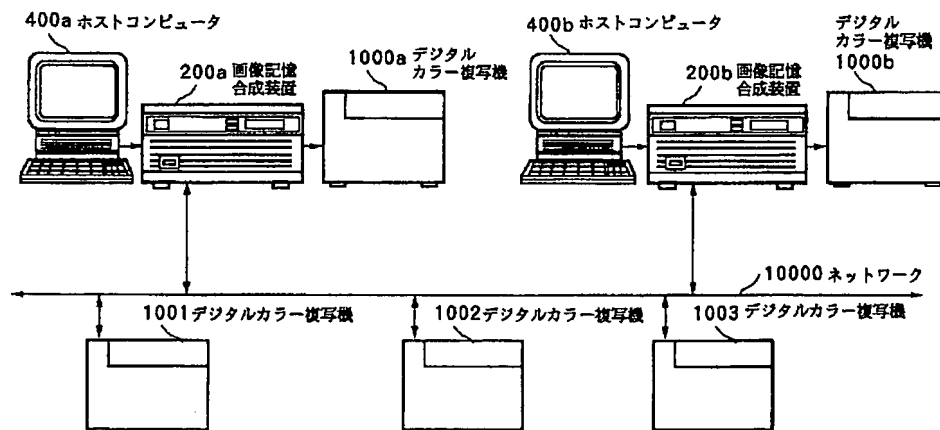 400a ホストコンピュータ
200a 画像記憶
合成装置
1000a デジタル
カラー複写機
400b ホストコンピュータ
200b 画像記憶
合成装置
デジタル
カラー複写機
1000b
10000 ネットワーク
1001 デジタルカラー複写機
1002 デジタルカラー複写機
1003 デジタルカラー複写機